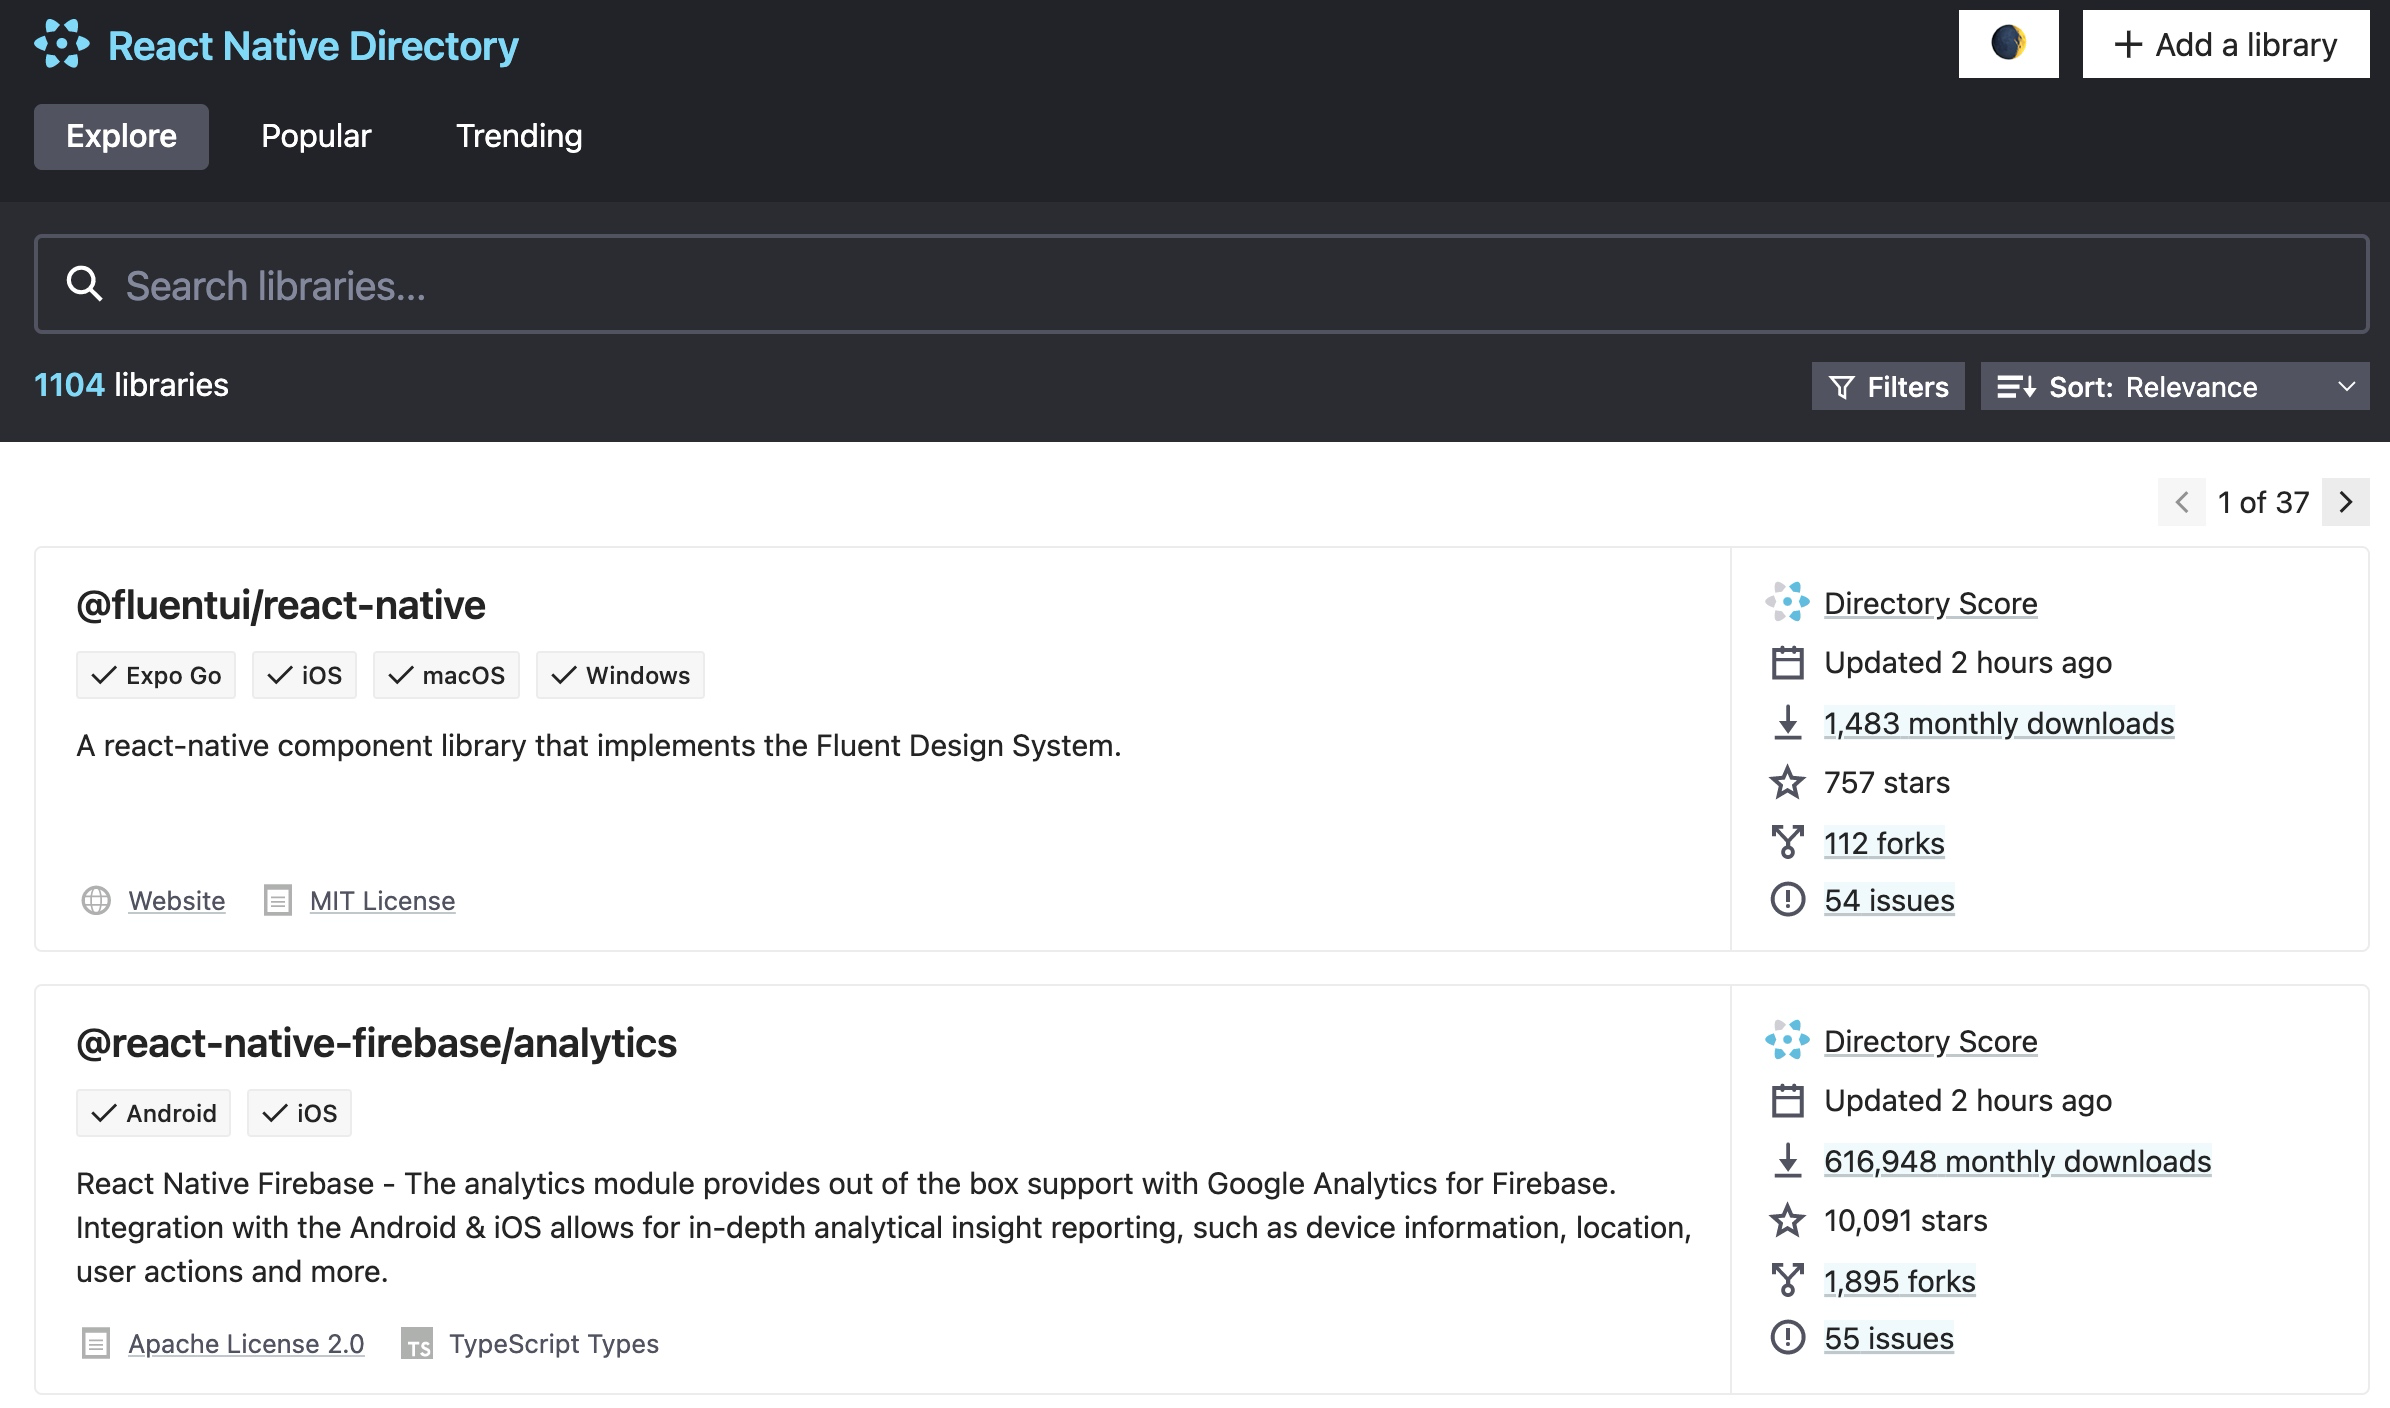 React Native Directory
Add a library
Explore
Popular
Trending
Search libraries...
1104 libraries
Filters
Sort: Relevance
1 of 37
@fluentui/react-native
Expo Go
iOS
macOS
Windows
A react-native component library that implements the Fluent Design System.
Website
MIT License
Directory Score
Updated 2 hours ago
1,483 monthly downloads
757 stars
112 forks
54 issues
@react-native-firebase/analytics
Android
iOS
React Native Firebase - The analytics module provides out of the box support with Google Analytics for Firebase.
Integration with the Android & iOS allows for in-depth analytical insight reporting, such as device information, location,
user actions and more.
Apache License 2.0
TS TypeScript Types
Directory Score
Updated 2 hours ago
616,948 monthly downloads
10,091 stars
1,895 forks
55 issues